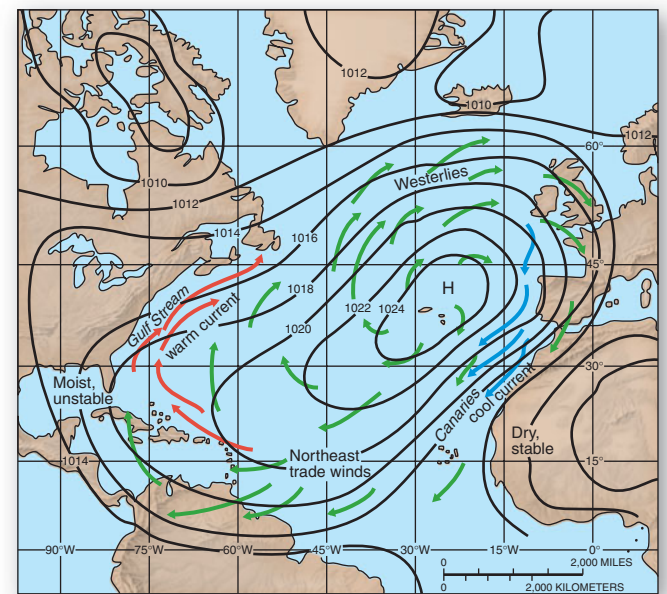 1012
1010
1012
60°
Westerlies
1010
1012
1014
1016
45°
H
1018
1022
1024
Gulf Stream
warm current
1020
30°
Moist,
unstable
Canaries
cool current
Dry,
stable
Northeast
trade winds
1014
15°
90°W
75°W
60°W
45°W
30°W
15°W
0°
0
2,000 MILES
0
2,000 KILOMETERS